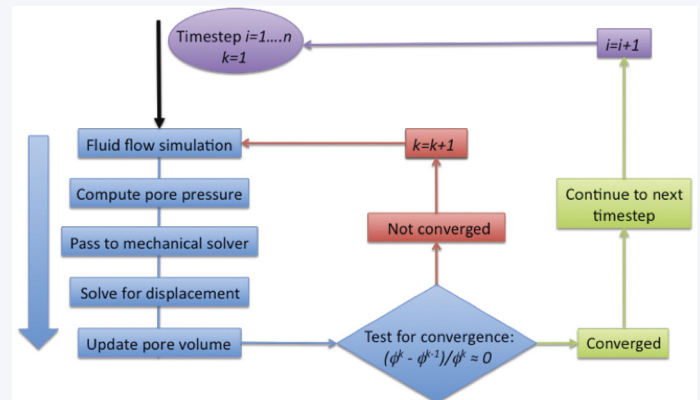 Timestep i=1....n
k=1
i=i+1
Fluid flow simulation
k=k+1
Compute pore pressure
Continue to next
timestep
Pass to mechanical solver
Not converged
Solve for displacement
Update pore volume
Test for convergence:
(ϕᵏ - ϕᵏ⁻¹)/ϕᵏ ≈ 0
Converged